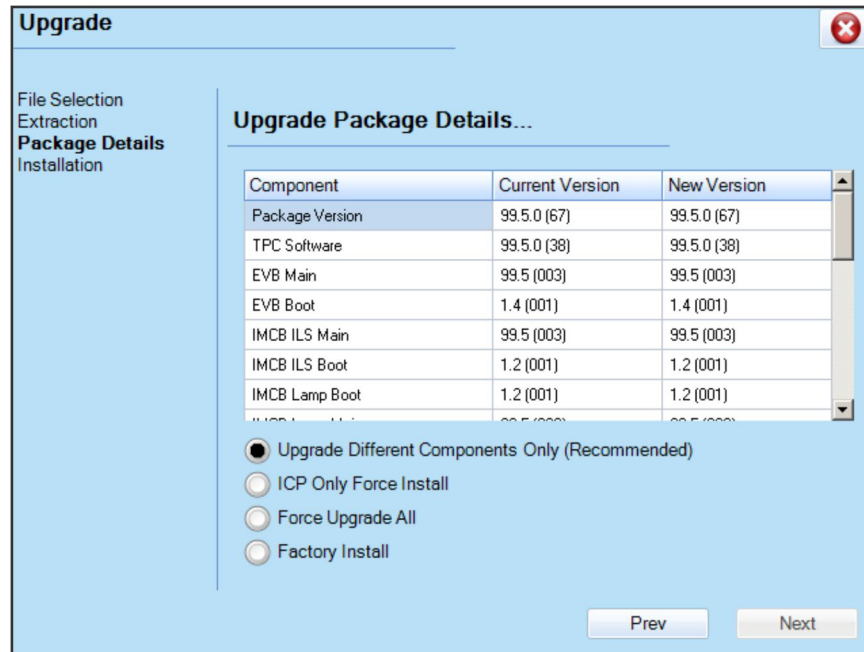 Upgrade
File Selection
Extraction
Package Details
Installation
Upgrade Package Details...
Component Current Version New Version
Package Version 99.5.0 (67) 99.5.0 (67)
TPC Software 99.5.0 (38) 99.5.0 (38)
EVB Main 99.5 (003) 99.5 (003)
EVB Boot 1.4 (001) 1.4 (001)
IMCB ILS Main 99.5 (003) 99.5 (003)
IMCB ILS Boot 1.2 (001) 1.2 (001)
IMCB Lamp Boot 1.2 (001) 1.2 (001)
Upgrade Different Components Only (Recommended)
ICP Only Force Install
Force Upgrade All
Factory Install
Prev Next